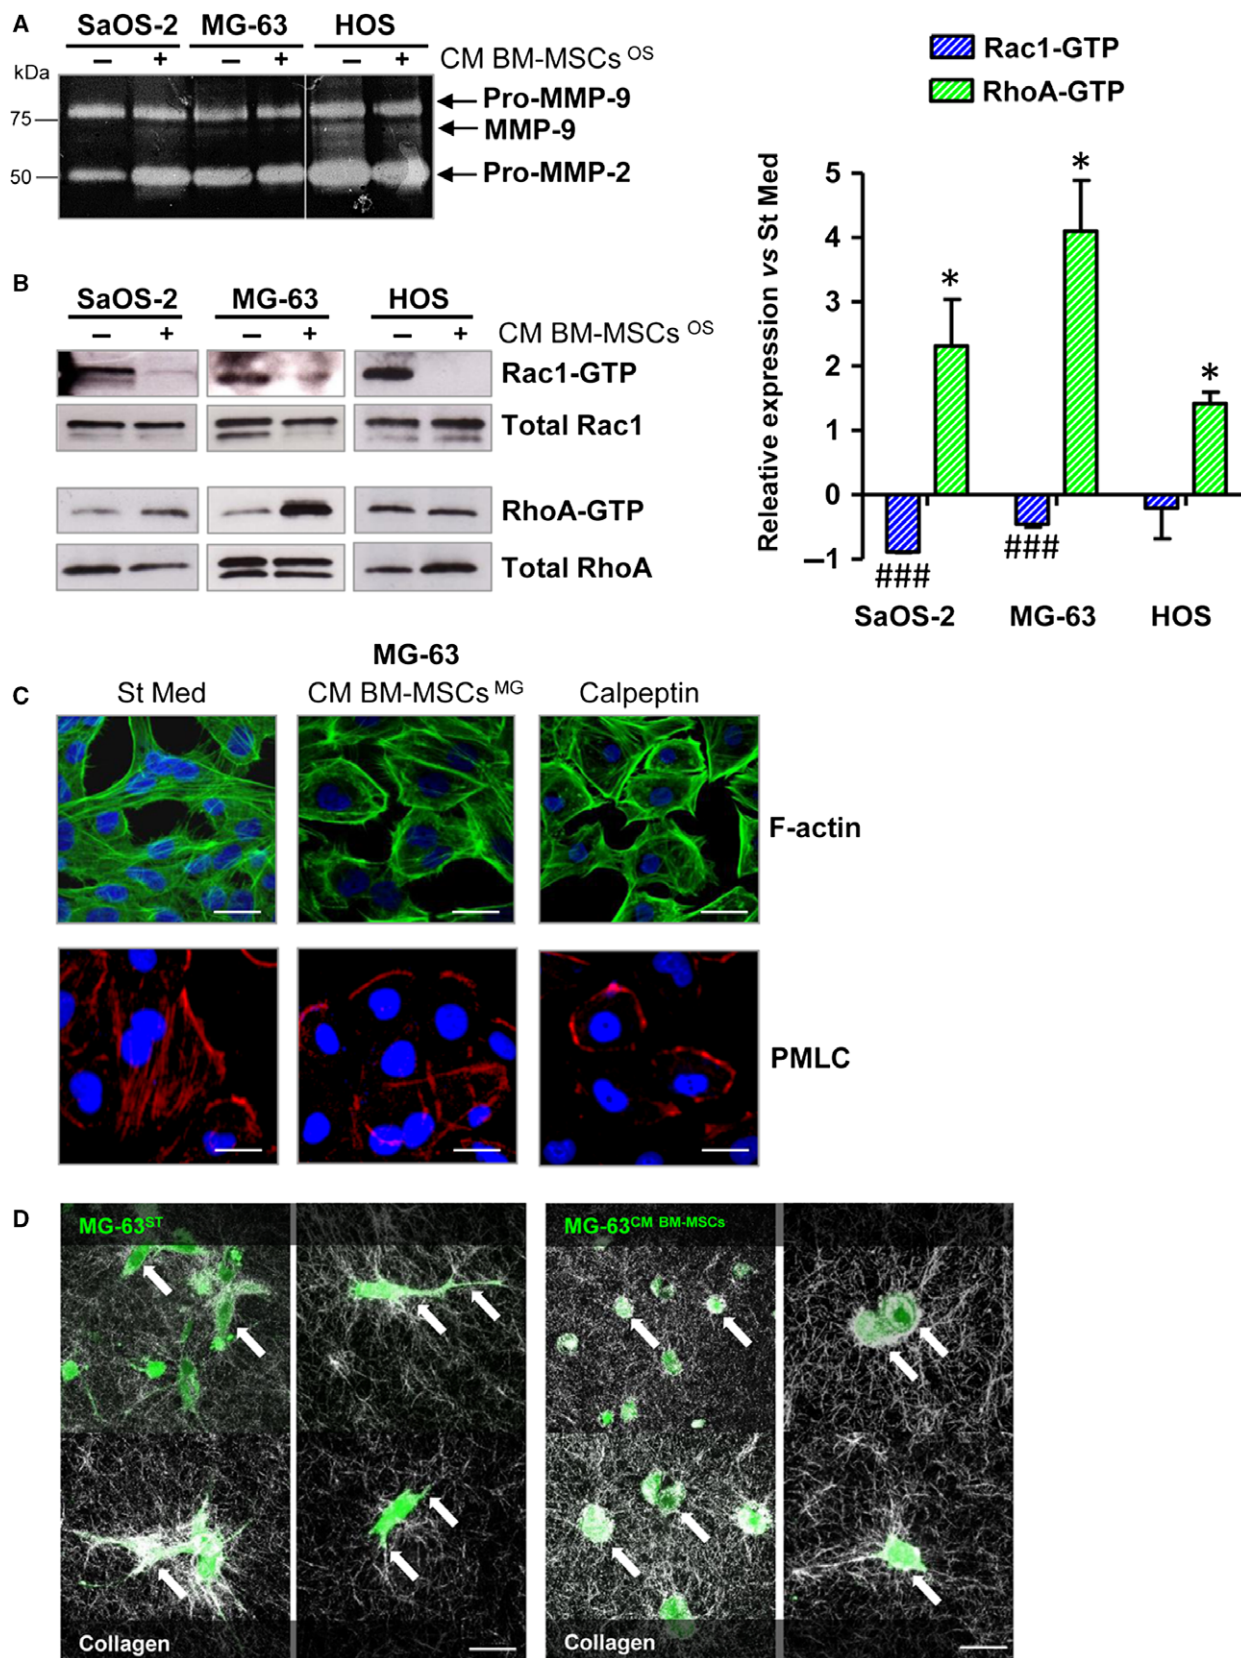 A
SaOS-2 MG-63 HOS
– + – + – + CM BM-MSCs OS
kDa
75
50
Pro-MMP-9
MMP-9
Pro-MMP-2
B
SaOS-2 MG-63 HOS
– + – + – + CM BM-MSCs OS
Rac1-GTP
Total Rac1
RhoA-GTP
Total RhoA
Rac1-GTP
RhoA-GTP
Releative expression vs St Med
5
4
3
2
1
0
–1
* * *
### ###
SaOS-2 MG-63 HOS
MG-63
C
St Med CM BM-MSCs MG Calpeptin
F-actin
PMLC
D
MG-63ST
Collagen
MG-63CM BM-MSCs
Collagen